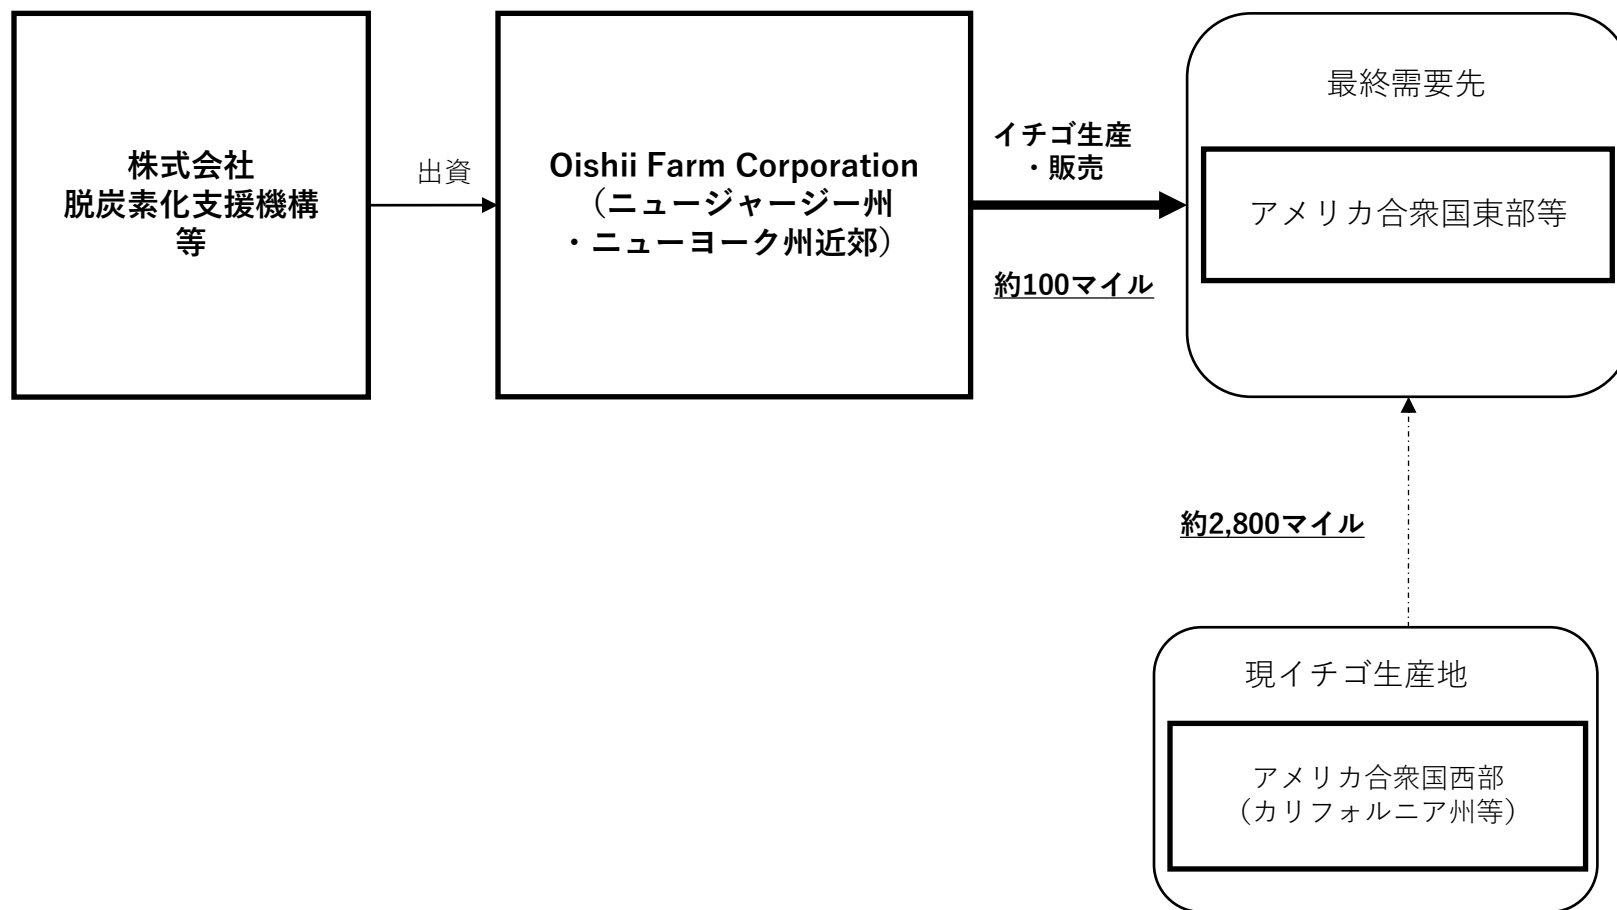 株式会社
脱炭素化支援機構
等
出資
Oishii Farm Corporation
（ニュージャージー州
・ニューヨーク州近郊）
イチゴ生産
・販売
約100マイル
最終需要先
アメリカ合衆国東部等
約2,800マイル
現イチゴ生産地
アメリカ合衆国西部
（カリフォルニア州等）